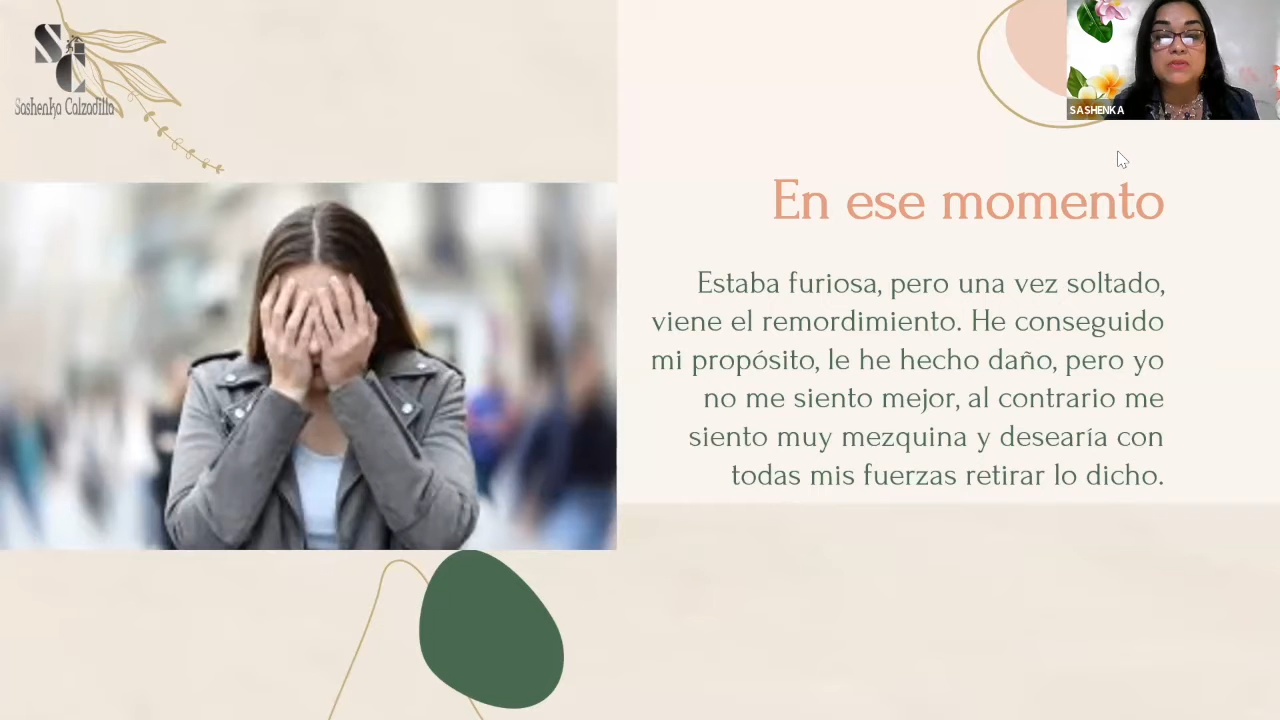 SC
Sashenka Calzadilla
SASHENKA
En ese momento
Estaba furiosa, pero una vez soltado,
viene el remordimiento. He conseguido
mi propósito, le he hecho daño, pero yo
no me siento mejor, al contrario me
siento muy mezquina y desearía con
todas mis fuerzas retirar lo dicho.